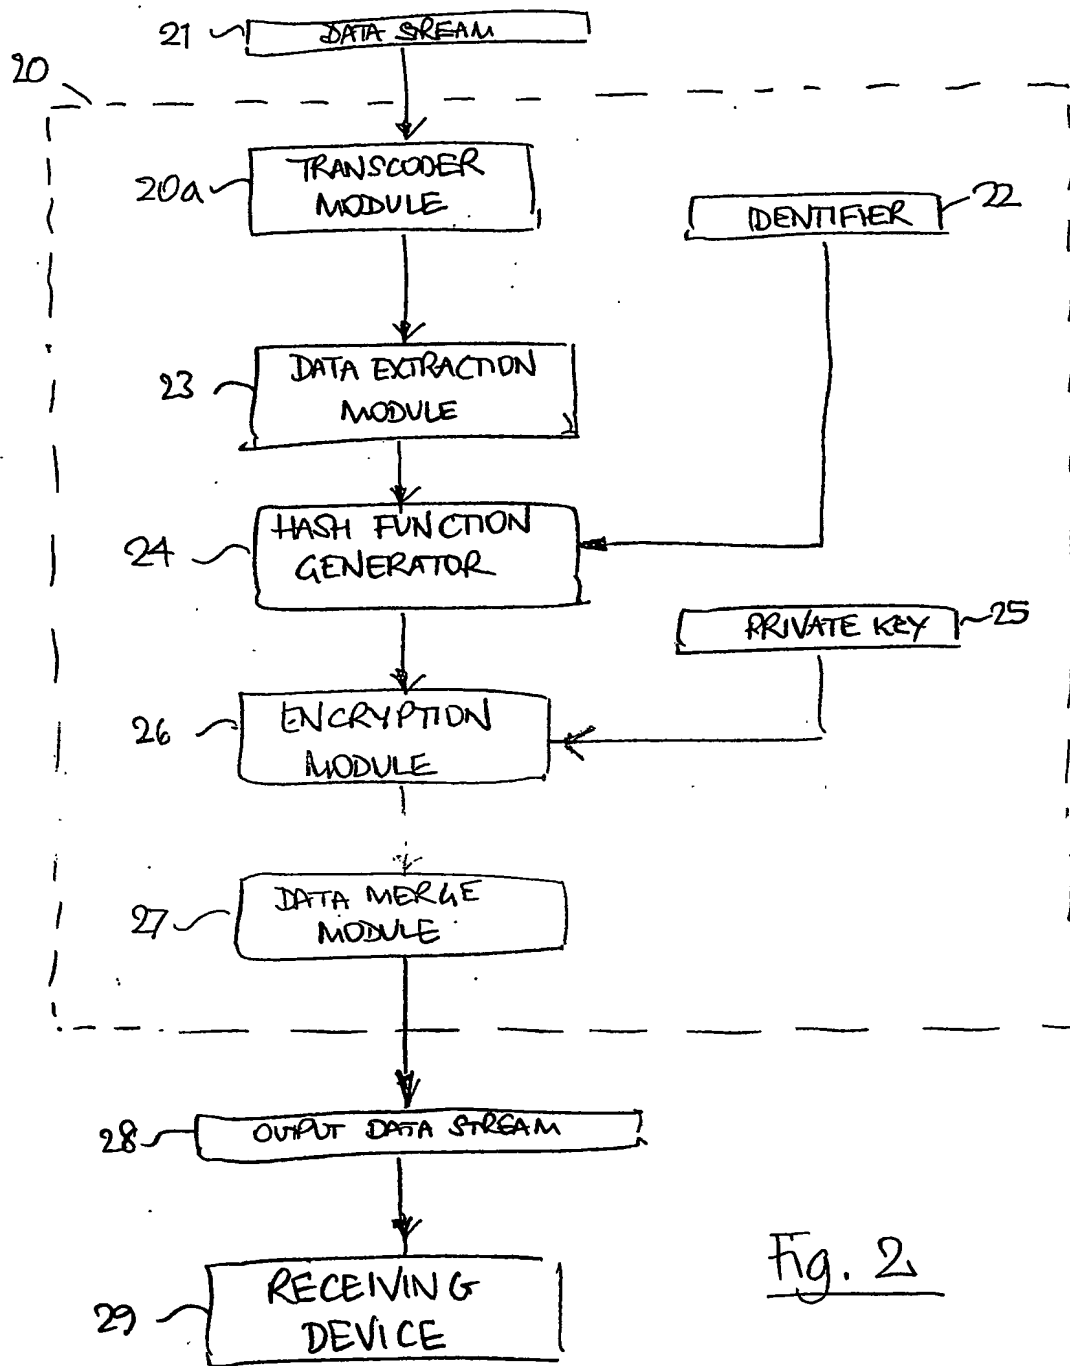 21 DATA SREAM
20
20a TRANSCODER
MODULE
IDENTIFIER 22
23 DATA EXTRACTION
MODULE
24 HASH FUNCTION
GENERATOR
PRIVATE KEY 25
26 ENCRYPTION
MODULE
27 DATA MERGE
MODULE
28 OUTPUT DATA STREAM
29 RECEIVING
DEVICE
Fig. 2